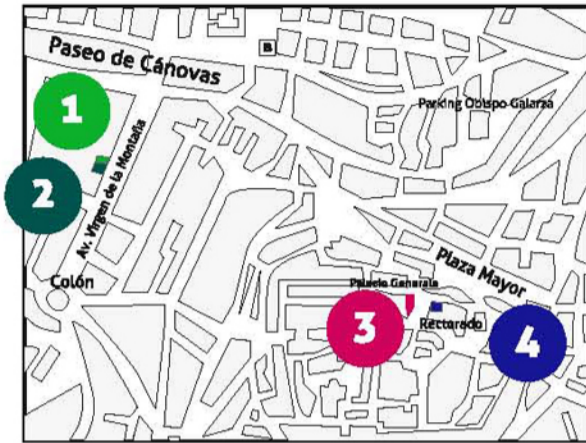 Paseo de Cánovas
B
1
Parking Obispo Galarza
2
Av. Virgen de la Montaña
Plaza Mayor
Colón
Palacio Generala
3
Rectorado
4